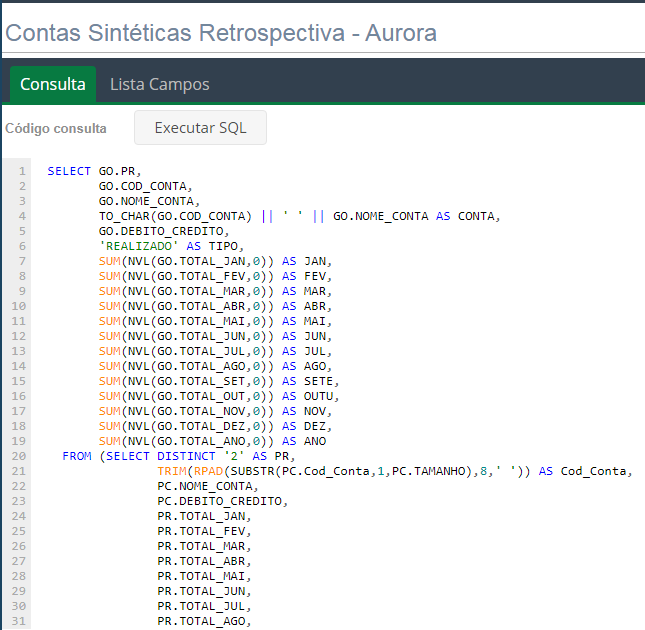 Contas Sintéticas Retrospectiva - Aurora
Consulta Lista Campos
Código consulta Executar SQL
1 SELECT GO.PR,
2 GO.COD_CONTA,
3 GO.NOME_CONTA,
4 TO_CHAR(GO.COD_CONTA) || ' ' || GO.NOME_CONTA AS CONTA,
5 GO.DEBITO_CREDITO,
6 'REALIZADO' AS TIPO,
7 SUM(NVL(GO.TOTAL_JAN,0)) AS JAN,
8 SUM(NVL(GO.TOTAL_FEV,0)) AS FEV,
9 SUM(NVL(GO.TOTAL_MAR,0)) AS MAR,
10 SUM(NVL(GO.TOTAL_ABR,0)) AS ABR,
11 SUM(NVL(GO.TOTAL_MAI,0)) AS MAI,
12 SUM(NVL(GO.TOTAL_JUN,0)) AS JUN,
13 SUM(NVL(GO.TOTAL_JUL,0)) AS JUL,
14 SUM(NVL(GO.TOTAL_AGO,0)) AS AGO,
15 SUM(NVL(GO.TOTAL_SET,0)) AS SETE,
16 SUM(NVL(GO.TOTAL_OUT,0)) AS OUTU,
17 SUM(NVL(GO.TOTAL_NOV,0)) AS NOV,
18 SUM(NVL(GO.TOTAL_DEZ,0)) AS DEZ,
19 SUM(NVL(GO.TOTAL_ANO,0)) AS ANO
20 FROM (SELECT DISTINCT '2' AS PR,
21 TRIM(RPAD(SUBSTR(PC.Cod_Conta,1,PC.TAMANHO),8,' ')) AS Cod_Conta,
22 PC.NOME_CONTA,
23 PC.DEBITO_CREDITO,
24 PR.TOTAL_JAN,
25 PR.TOTAL_FEV,
26 PR.TOTAL_MAR,
27 PR.TOTAL_ABR,
28 PR.TOTAL_MAI,
29 PR.TOTAL_JUN,
30 PR.TOTAL_JUL,
31 PR.TOTAL_AGO,